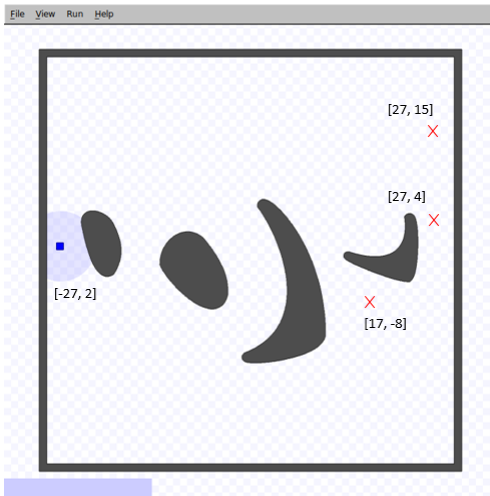 File View Run Help
[27, 15]
[27, 4]
[-27, 2]
[17, -8]